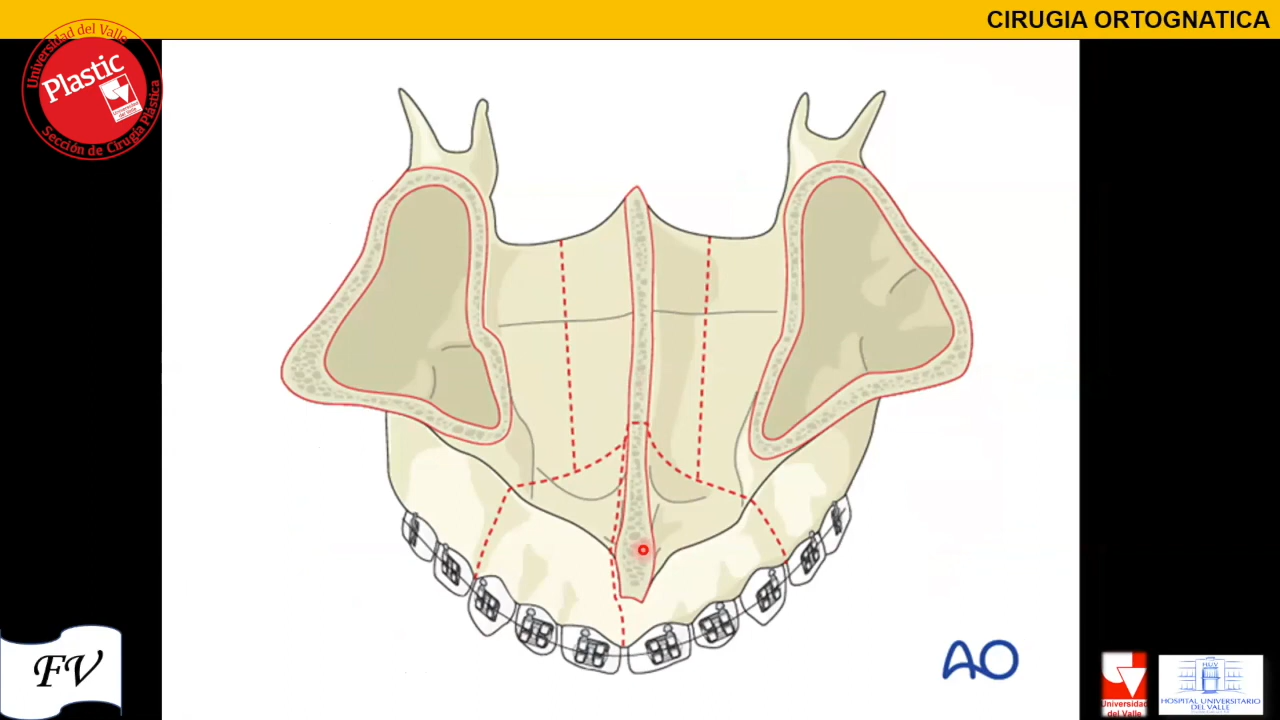 CIRUGIA ORTOGNATICA
Universidad del Valle
Plastic
Sección de Cirugía Plástica
FV
AO
Universidad
del Valle
HUV
HOSPITAL UNIVERSITARIO
DEL VALLE